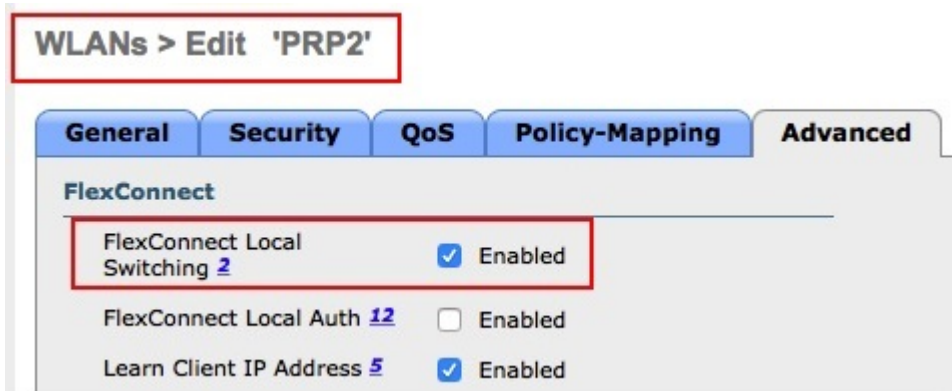 WLANs > Edit 'PRP2'
General Security QoS Policy-Mapping Advanced
FlexConnect
FlexConnect Local
Switching 2 Enabled
FlexConnect Local Auth 12 Enabled
Learn Client IP Address 5 Enabled